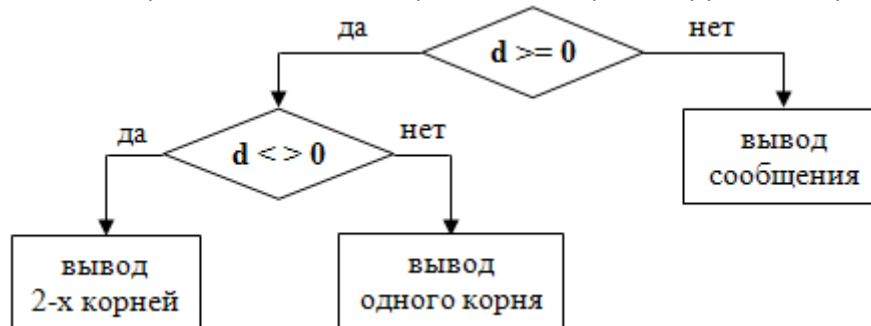 да
d >= 0
нет
да
d < > 0
нет
вывод
сообщения
вывод
2-х корней
вывод
одного корня